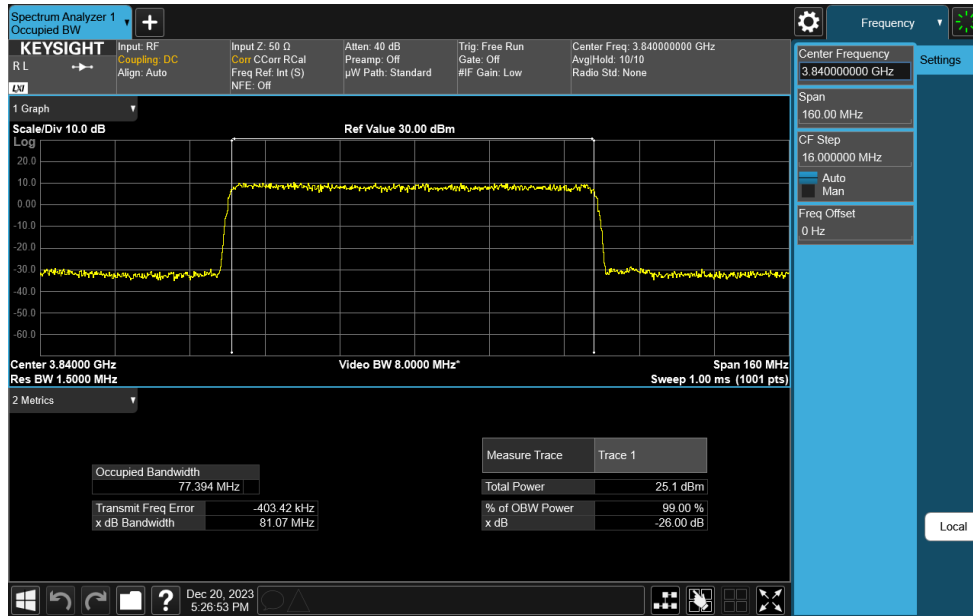 Spectrum Analyzer 1
Occupied BW
+
Frequency
KEYSIGHT
R L
LXI
Input: RF
Coupling: DC
Align: Auto
Input Z: 50 Ω
Corr CCorr RCal
Freq Ref: Int (S)
NFE: Off
Atten: 40 dB
Preamp: Off
µW Path: Standard
Trig: Free Run
Gate: Off
#IF Gain: Low
Center Freq: 3.840000000 GHz
Avg|Hold: 10/10
Radio Std: None
Center Frequency
3.840000000 GHz
Settings
Span
160.00 MHz
CF Step
16.000000 MHz
Auto
Man
Freq Offset
0 Hz
Local
1 Graph
Scale/Div 10.0 dB
Ref Value 30.00 dBm
Log
20.0
10.0
0.00
-10.0
-20.0
-30.0
-40.0
-50.0
-60.0
Center 3.84000 GHz
Video BW 8.0000 MHz*
Span 160 MHz
Res BW 1.5000 MHz
Sweep 1.00 ms (1001 pts)
2 Metrics
Occupied Bandwidth
77.394 MHz
Transmit Freq Error -403.42 kHz
x dB Bandwidth 81.07 MHz
Measure Trace Trace 1
Total Power 25.1 dBm
% of OBW Power 99.00 %
x dB -26.00 dB
?
Dec 20, 2023
5:26:53 PM